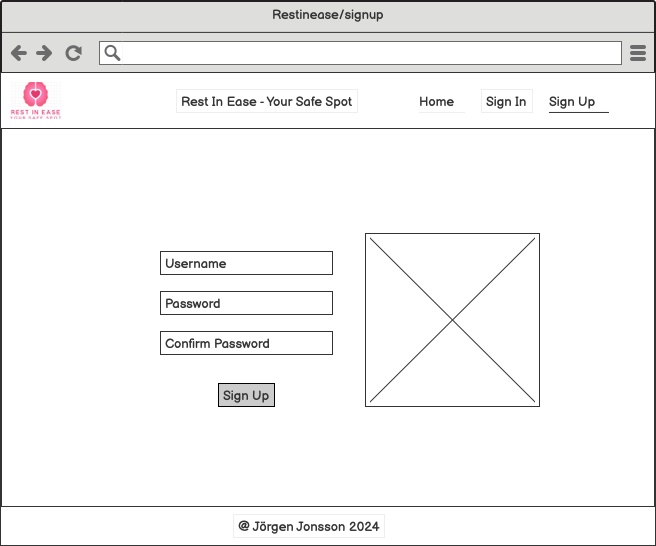 Restinease/signup
REST IN EASE
YOUR SAFE SPOT
Rest In Ease - Your Safe Spot
Home
Sign In
Sign Up
Username
Password
Confirm Password
Sign Up
@ Jörgen Jonsson 2024